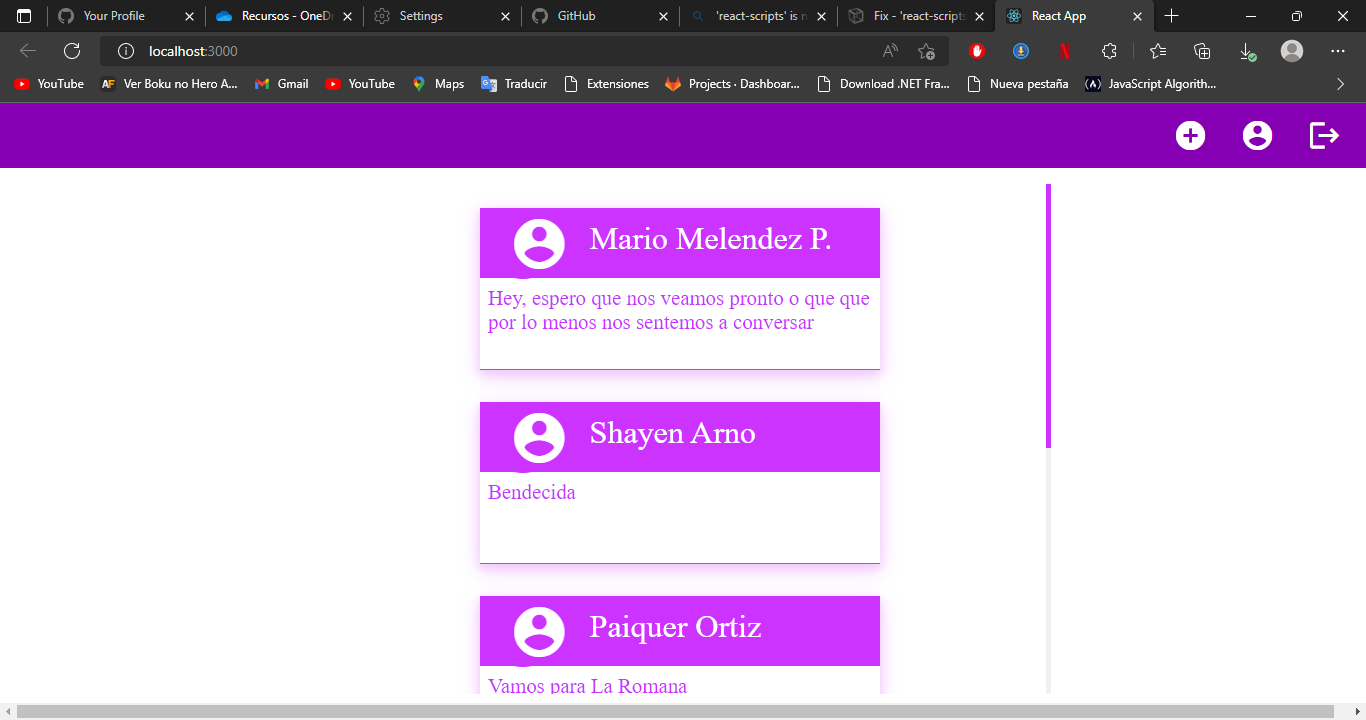 Your Profile
Recursos - OneDr
Settings
GitHub
'react-scripts' is n
Fix - 'react-scripts
React App
localhost:3000
YouTube
AF Ver Boku no Hero A...
Gmail
YouTube
Maps
Traducir
Extensiones
Projects · Dashboar...
Download .NET Fra...
Nueva pestaña
JavaScript Algorith...
Mario Melendez P.
Hey, espero que nos veamos pronto o que que
por lo menos nos sentemos a conversar
Shayen Arno
Bendecida
Paiquer Ortiz
Vamos para La Romana